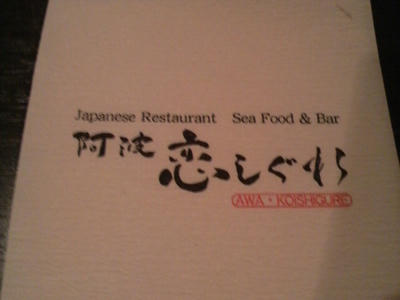 Japanese Restaurant Sea Food & Bar
阿波 恋しぐれ
AWA・KOISHIGURE